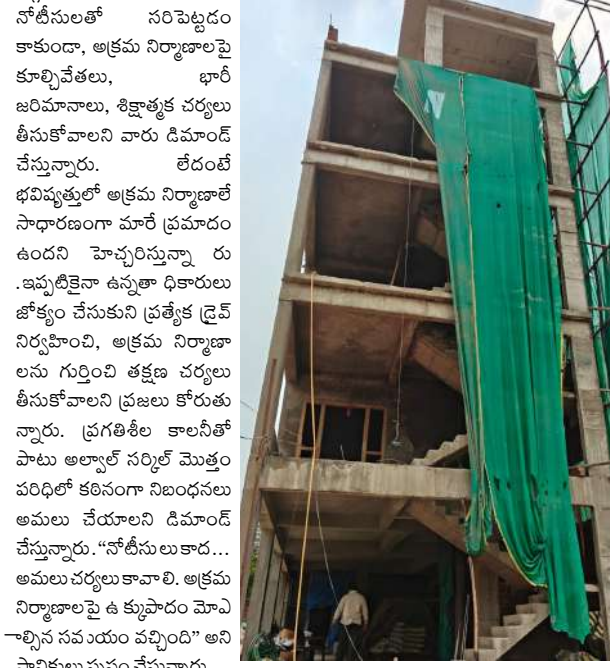 నోటీసులతో సరిపెట్టడం
కాకుండా, అక్రమ నిర్మాణాలపై
కూల్చివేతలు, భారీ
జరిమానాలు, శిక్షాత్మక చర్యలు
తీసుకోవాలని వారు డిమాండ్
చేస్తున్నారు. లేదంటే
భవిష్యత్తులో అక్రమ నిర్మాణాలే
సాధారణంగా మారే ప్రమాదం
ఉందని హెచ్చరిస్తున్నా రు
.ఇప్పటికైనా ఉన్నతా ధికారులు
జోక్యం చేసుకుని ప్రత్యేక డ్రైవ్
నిర్వహించి, అక్రమ నిర్మాణా
లను గుర్తించి తక్షణ చర్యలు
తీసుకోవాలని ప్రజలు కోరుతు
న్నారు. ప్రగతిశీల కాలనీతో
పాటు అల్వాల్ సర్కిల్ మొత్తం
పరిధిలో కఠినంగా నిబంధనలు
అమలు చేయాలని డిమాండ్
చేస్తున్నారు.“నోటీసులు కాద...
అమలు చర్యలు కావాలి. అక్రమ
నిర్మాణాలపై ఉ క్కుపాదం మోపా
ల్సిన సమయం వచ్చింది” అని